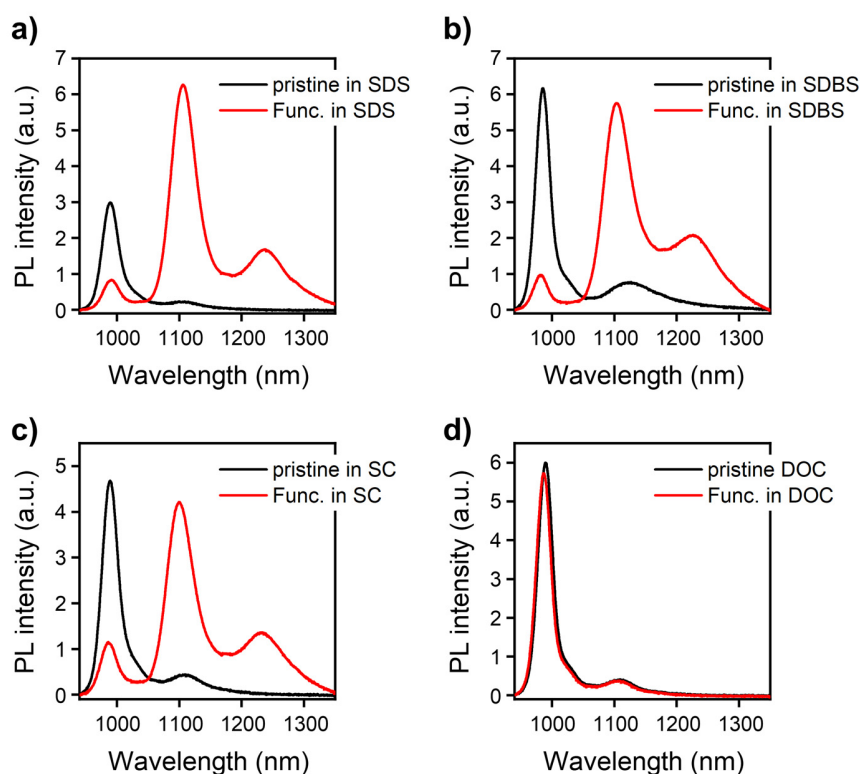 a)
7
6
5
4
3
2
1
0
PL intensity (a.u.)
pristine in SDS
Func. in SDS
1000 1100 1200 1300
Wavelength (nm)
b)
7
6
5
4
3
2
1
0
PL intensity (a.u.)
pristine in SDBS
Func. in SDBS
1000 1100 1200 1300
Wavelength (nm)
c)
5
4
3
2
1
0
PL intensity (a.u.)
pristine in SC
Func. in SC
1000 1100 1200 1300
Wavelength (nm)
d)
6
5
4
3
2
1
0
PL intensity (a.u.)
pristine DOC
Func. in DOC
1000 1100 1200 1300
Wavelength (nm)